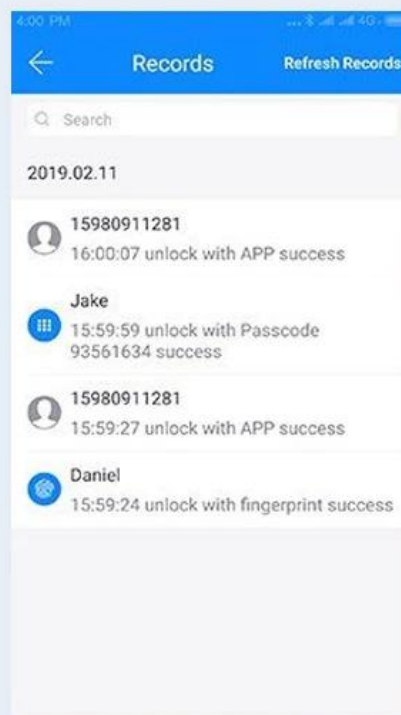 4:00 PM
... 4G
Records
Refresh Records
Search
2019.02.11
15980911281
16:00:07 unlock with APP success
Jake
15:59:59 unlock with Passcode
93561634 success
15980911281
15:59:27 unlock with APP success
Daniel
15:59:24 unlock with fingerprint success